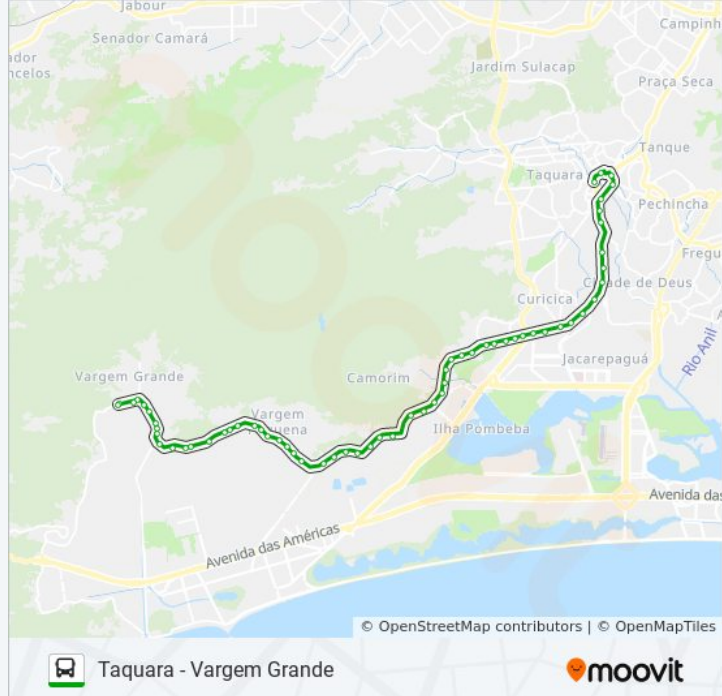 Jabour
Campinh
Senador Camará
ador
ncelos
Jardim Sulacap
Praça Seca
Tanque
Taquara
Pechincha
Fregu
Cidade de Deus
Curicica
Rio Anil
Jacarepaguá
Vargem Grande
Camorim
Vargem
Ilha Pombeba
Avenida das
Avenida das Américas
© OpenStreetMap contributors | © OpenMapTiles
Taquara - Vargem Grande
moovit